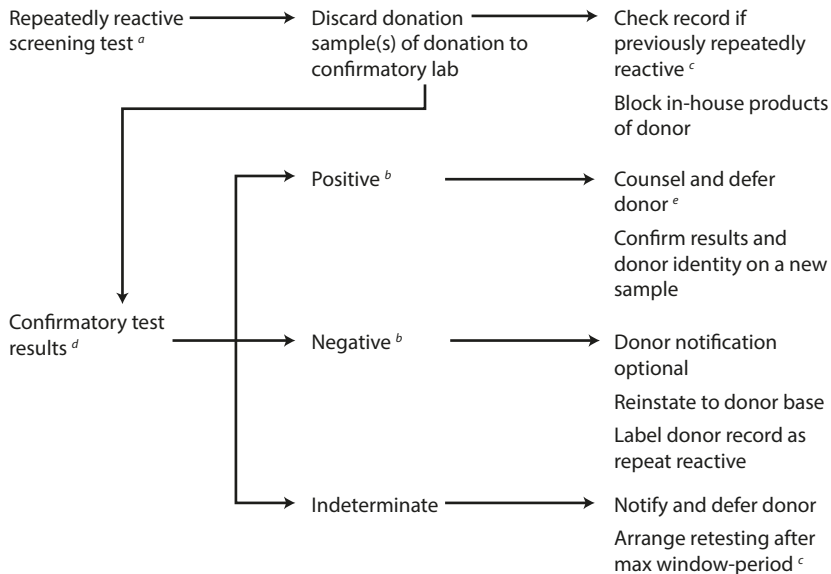 Repeatedly reactive
screening test a
Discard donation
sample(s) of donation to
confirmatory lab
Check record if
previously repeatedly
reactive c
Block in-house products
of donor
Positive b
Counsel and defer
donor e
Confirm results and
donor identity on a new
sample
Confirmatory test
results d
Negative b
Donor notification
optional
Reinstate to donor base
Label donor record as
repeat reactive
Indeterminate
Notify and defer donor
Arrange retesting after
max window-period c